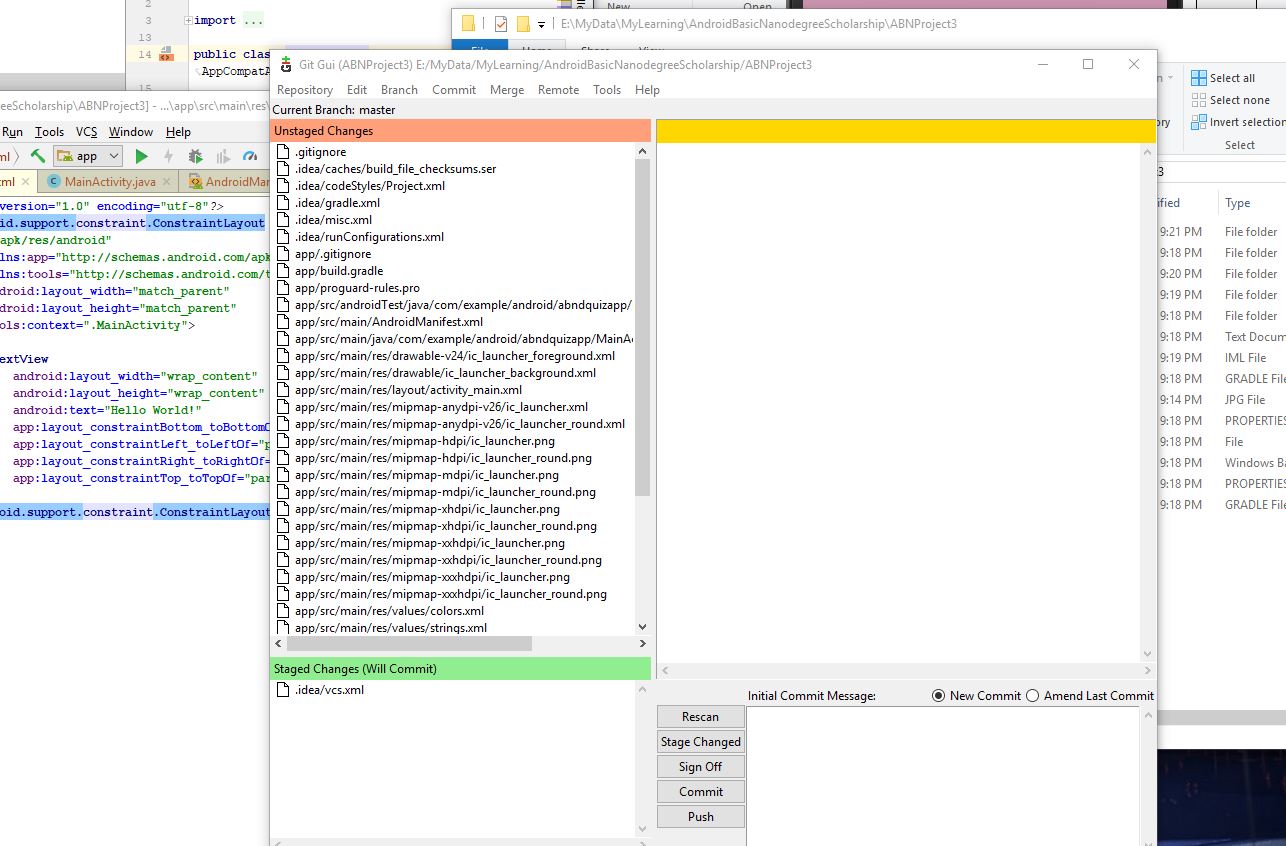 2
3 import ...
13
14 public clas
AppCompatA
15
New
Open
E:\MyData\MyLearning\AndroidBasicNanodegreeScholarship\ABNProject3
File Home Share View
eeScholarship\ABNProject3] - ...\app\src\main\res\
Run Tools VCS Window Help
ml app
ml × MainActivity.java × AndroidMan
version="1.0" encoding="utf-8"?>
id.support.constraint.ConstraintLayout
apk/res/android"
lns:app="http://schemas.android.com/apk
lns:tools="http://schemas.android.com/t
droid:layout_width="match_parent"
droid:layout_height="match_parent"
ols:context=".MainActivity">
extView
android:layout_width="wrap_content"
android:layout_height="wrap_content"
android:text="Hello World!"
app:layout_constraintBottom_toBottomO
app:layout_constraintLeft_toLeftOf="p
app:layout_constraintRight_toRightOf=
app:layout_constraintTop_toTopOf="par
oid.support.constraint.ConstraintLayout
Git Gui (ABNProject3) E:/MyData/MyLearning/AndroidBasicNanodegreeScholarship/ABNProject3
Repository Edit Branch Commit Merge Remote Tools Help
Current Branch: master
Unstaged Changes
.gitignore
.idea/caches/build_file_checksums.ser
.idea/codeStyles/Project.xml
.idea/gradle.xml
.idea/misc.xml
.idea/runConfigurations.xml
app/.gitignore
app/build.gradle
app/proguard-rules.pro
app/src/androidTest/java/com/example/android/abndquizapp/
app/src/main/AndroidManifest.xml
app/src/main/java/com/example/android/abndquizapp/MainA
app/src/main/res/drawable-v24/ic_launcher_foreground.xml
app/src/main/res/drawable/ic_launcher_background.xml
app/src/main/res/layout/activity_main.xml
app/src/main/res/mipmap-anydpi-v26/ic_launcher.xml
app/src/main/res/mipmap-anydpi-v26/ic_launcher_round.xml
app/src/main/res/mipmap-hdpi/ic_launcher.png
app/src/main/res/mipmap-hdpi/ic_launcher_round.png
app/src/main/res/mipmap-mdpi/ic_launcher.png
app/src/main/res/mipmap-mdpi/ic_launcher_round.png
app/src/main/res/mipmap-xhdpi/ic_launcher.png
app/src/main/res/mipmap-xhdpi/ic_launcher_round.png
app/src/main/res/mipmap-xxhdpi/ic_launcher.png
app/src/main/res/mipmap-xxhdpi/ic_launcher_round.png
app/src/main/res/mipmap-xxxhdpi/ic_launcher.png
app/src/main/res/mipmap-xxxhdpi/ic_launcher_round.png
app/src/main/res/values/colors.xml
app/src/main/res/values/strings.xml
Staged Changes (Will Commit)
.idea/vcs.xml
Initial Commit Message: New Commit Amend Last Commit
Rescan
Stage Changed
Sign Off
Commit
Push
Select all
Select none
ory Invert selection
Select
3
ified Type
9:21 PM File folder
9:18 PM File folder
9:20 PM File folder
9:19 PM File folder
9:18 PM File folder
9:18 PM Text Docum
9:19 PM IML File
9:18 PM GRADLE File
9:14 PM JPG File
9:18 PM PROPERTIES
9:18 PM File
9:18 PM Windows Ba
9:18 PM PROPERTIES
9:18 PM GRADLE File